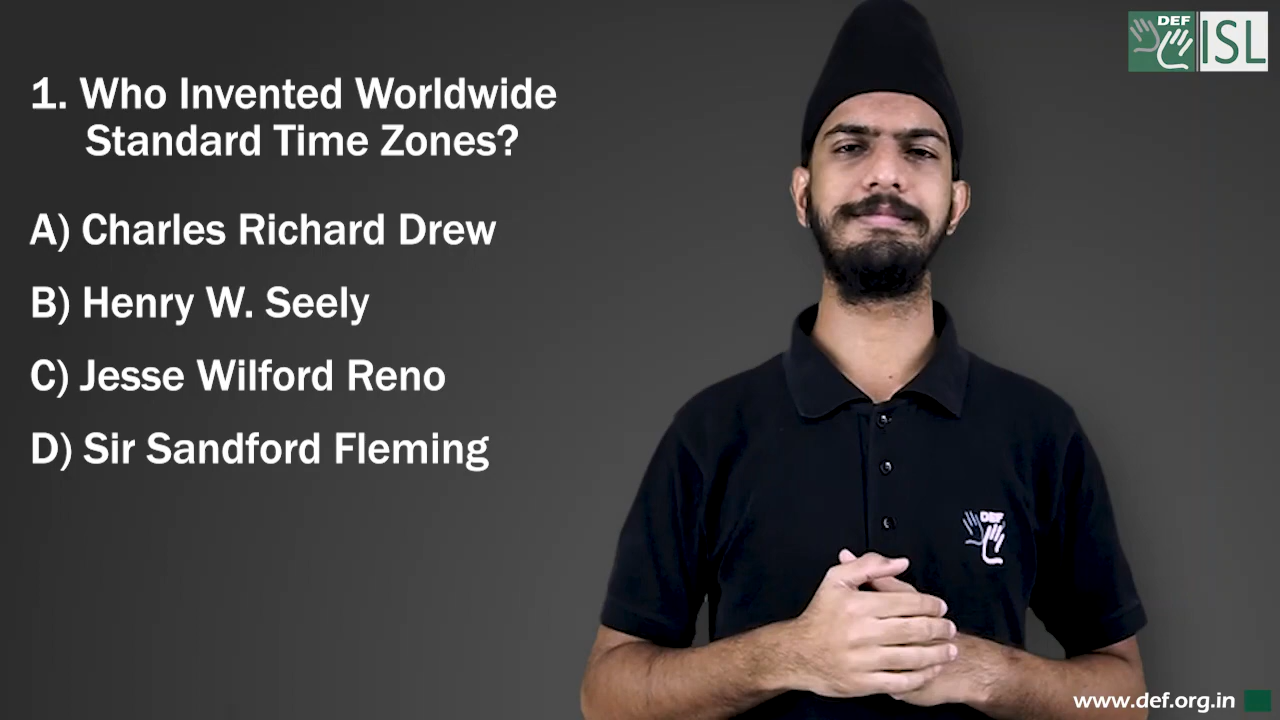 1. Who Invented Worldwide
Standard Time Zones?
A) Charles Richard Drew
B) Henry W. Seely
C) Jesse Wilford Reno
D) Sir Sandford Fleming
DEF
ISL
DEF
www.def.org.in